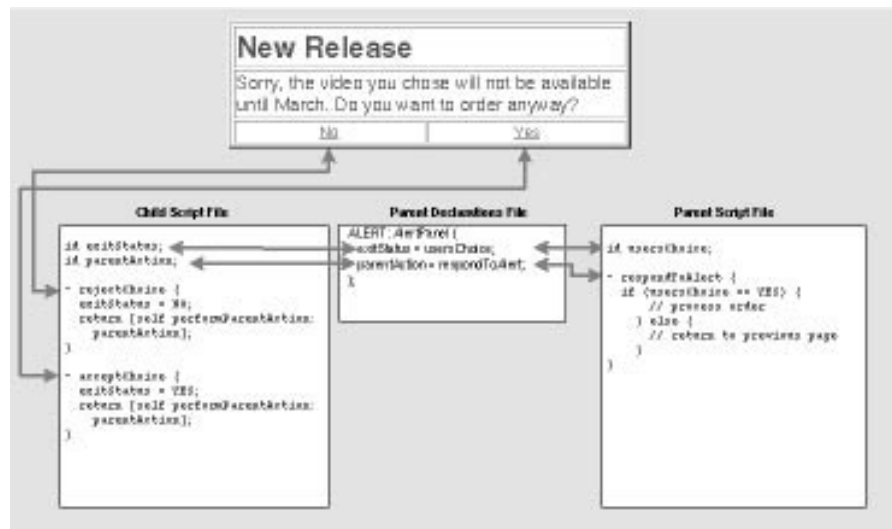 New Release
Sorry, the video you chose will not be available
until March. Do you want to order anyway?
No
Yes
Child Script File
id exitStatus;
id parentAction;
- rejectChoice {
exitStatus = No;
return [self performParentAction:
parentAction];
}
- acceptChoice {
exitStatus = YES;
return [self performParentAction:
parentAction];
}
Parent Declarations File
ALERT: AlertPanel {
exitStatus = usersChoice;
parentAction = respondToAlert;
};
Parent Script File
id usersChoice;
- respondToAlert {
if (usersChoice == YES) {
// process order
} else {
// return to previous page
}
}